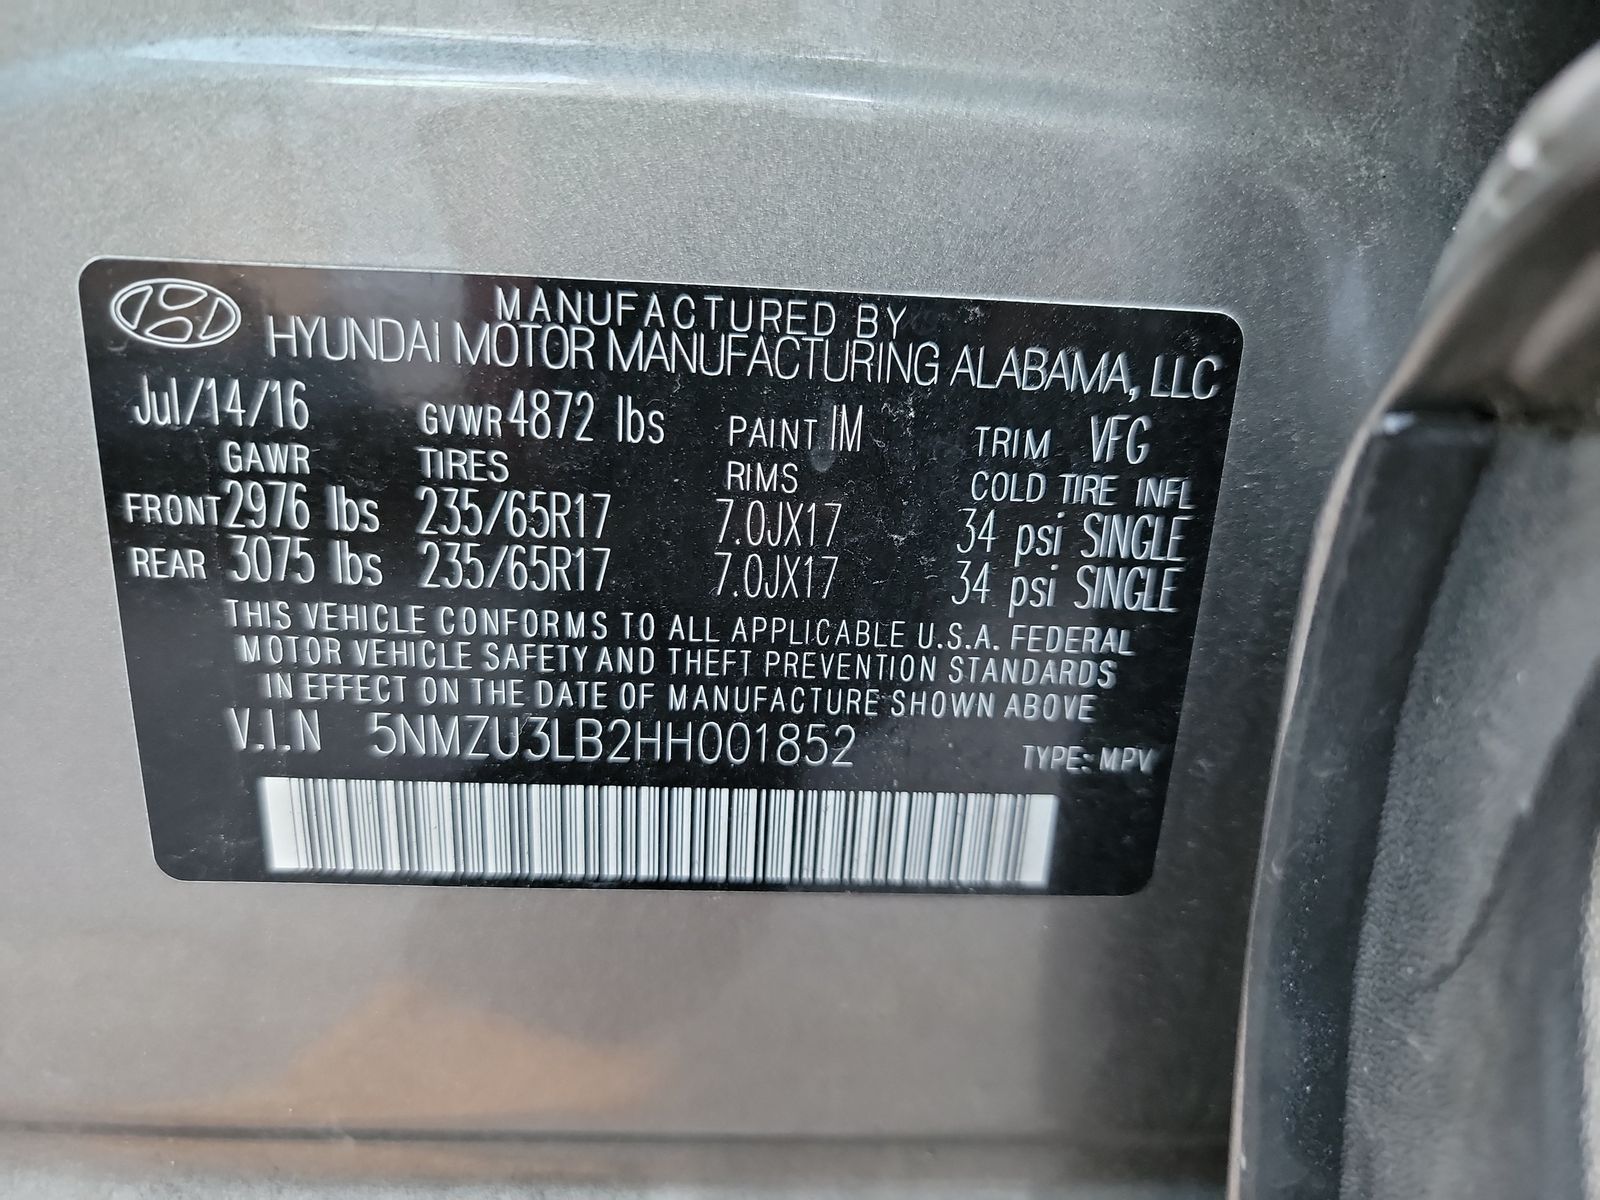 MANUFACTURED BY
HYUNDAI MOTOR MANUFACTURING ALABAMA, LLC
Jul/14/16 GVWR 4872 lbs PAINT IM TRIM VFG
GAWR TIRES RIMS COLD TIRE INFL
FRONT 2976 lbs 235/65R17 7.0JX17 34 psi SINGLE
REAR 3075 lbs 235/65R17 7.0JX17 34 psi SINGLE
THIS VEHICLE CONFORMS TO ALL APPLICABLE U.S.A. FEDERAL
MOTOR VEHICLE SAFETY AND THEFT PREVENTION STANDARDS
IN EFFECT ON THE DATE OF MANUFACTURE SHOWN ABOVE
V.I.N 5NMZU3LB2HH001852 TYPE: MPV